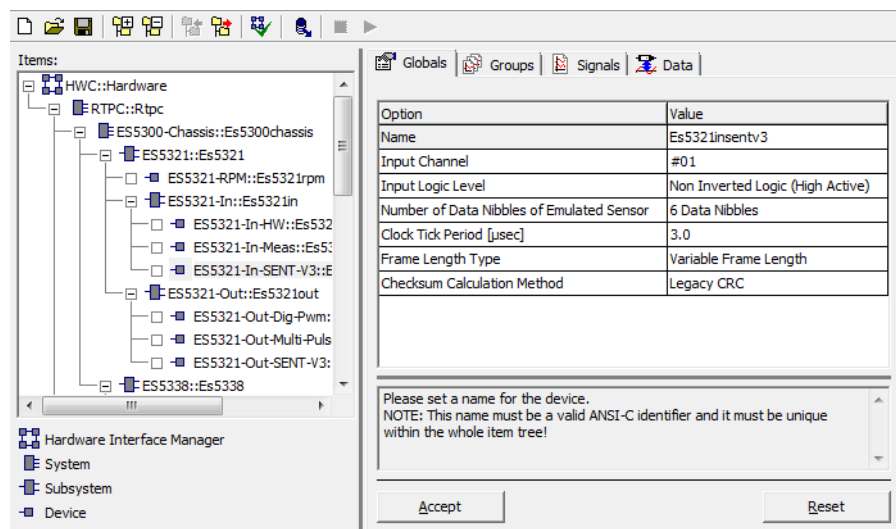 Items:
HWC::Hardware
RTPC::Rtpc
ES5300-Chassis::Es5300chassis
ES5321::Es5321
ES5321-RPM::Es5321rpm
ES5321-In::Es5321in
ES5321-In-HW::Es532
ES5321-In-Meas::Es53
ES5321-In-SENT-V3::E
ES5321-Out::Es5321out
ES5321-Out-Dig-Pwm:
ES5321-Out-Multi-Puls
ES5321-Out-SENT-V3:
ES5338::Es5338
Hardware Interface Manager
System
Subsystem
Device
Globals Groups Signals Data
Option Value
Name Es5321insentv3
Input Channel #01
Input Logic Level Non Inverted Logic (High Active)
Number of Data Nibbles of Emulated Sensor 6 Data Nibbles
Clock Tick Period [µsec] 3.0
Frame Length Type Variable Frame Length
Checksum Calculation Method Legacy CRC
Please set a name for the device.
NOTE: This name must be a valid ANSI-C identifier and it must be unique
within the whole item tree!
Accept Reset